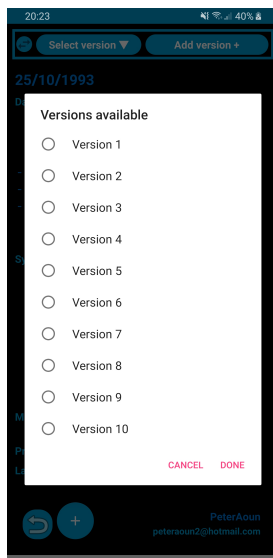 20:23 40%
Select version ▼ Add version +
25/10/1993
Versions available
Version 1
Version 2
Version 3
Version 4
Version 5
Version 6
Version 7
Version 8
Version 9
Version 10
CANCEL DONE
PeterAoun
peteraoun2@hotmail.com